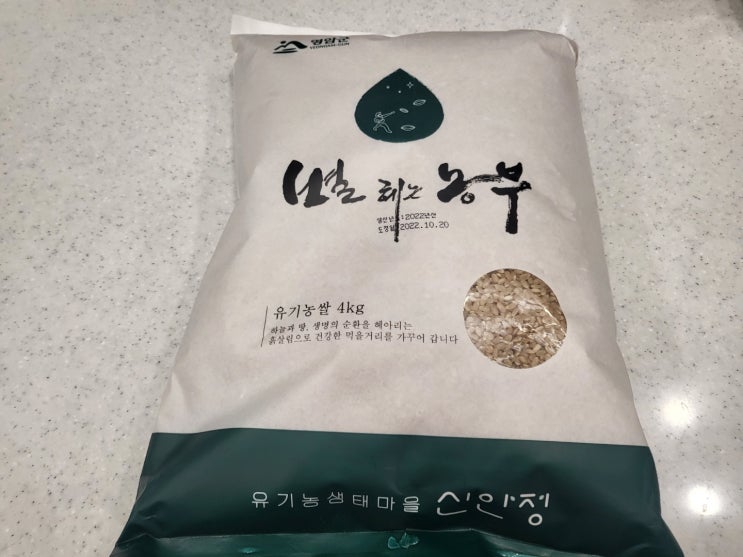 영암군
YEONGAM-GUN
별 헤는 농부
생산년도:2022년산
도정일:2022.10.20
유기농쌀 4kg
하늘과 땅, 생명의 순환을 헤아리는
흙살림으로 건강한 먹을거리를 가꾸어 갑니다
유기농생태마을 신안정